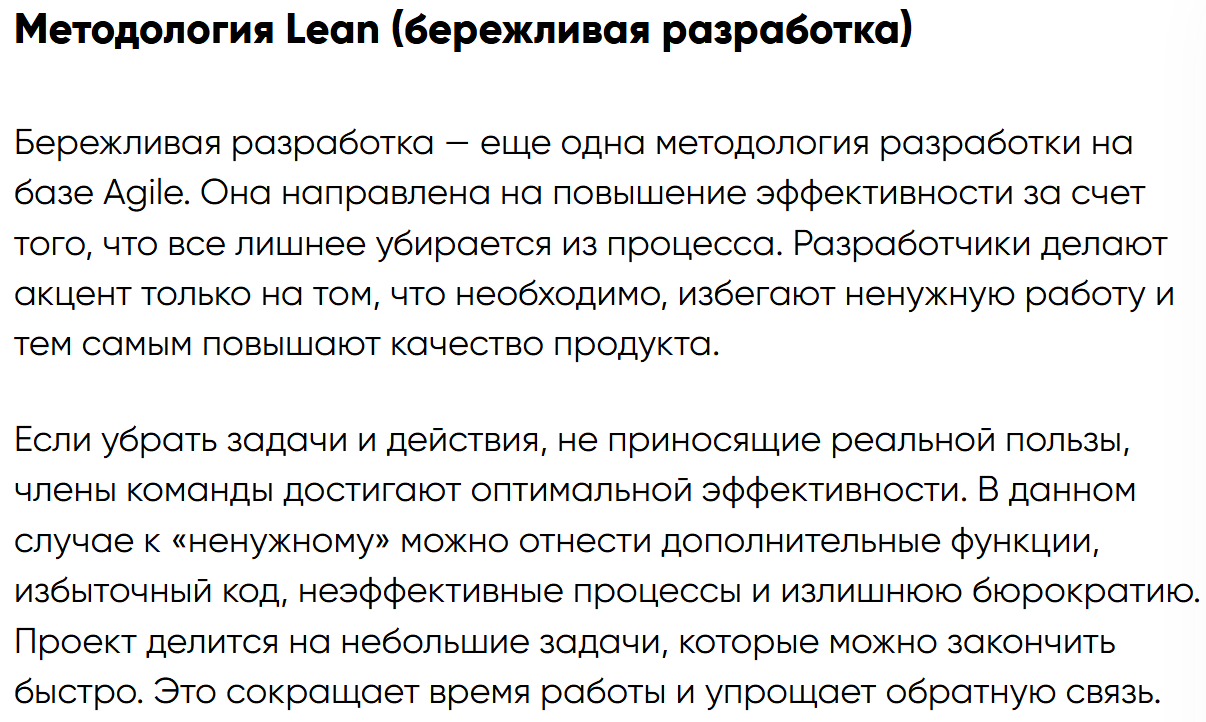 Методология Lean (бережливая разработка)
Бережливая разработка — еще одна методология разработки на
базе Agile. Она направлена на повышение эффективности за счет
того, что все лишнее убирается из процесса. Разработчики делают
акцент только на том, что необходимо, избегают ненужную работу и
тем самым повышают качество продукта.
Если убрать задачи и действия, не приносящие реальной пользы,
члены команды достигают оптимальной эффективности. В данном
случае к «ненужному» можно отнести дополнительные функции,
избыточный код, неэффективные процессы и излишнюю бюрократию.
Проект делится на небольшие задачи, которые можно закончить
быстро. Это сокращает время работы и упрощает обратную связь.